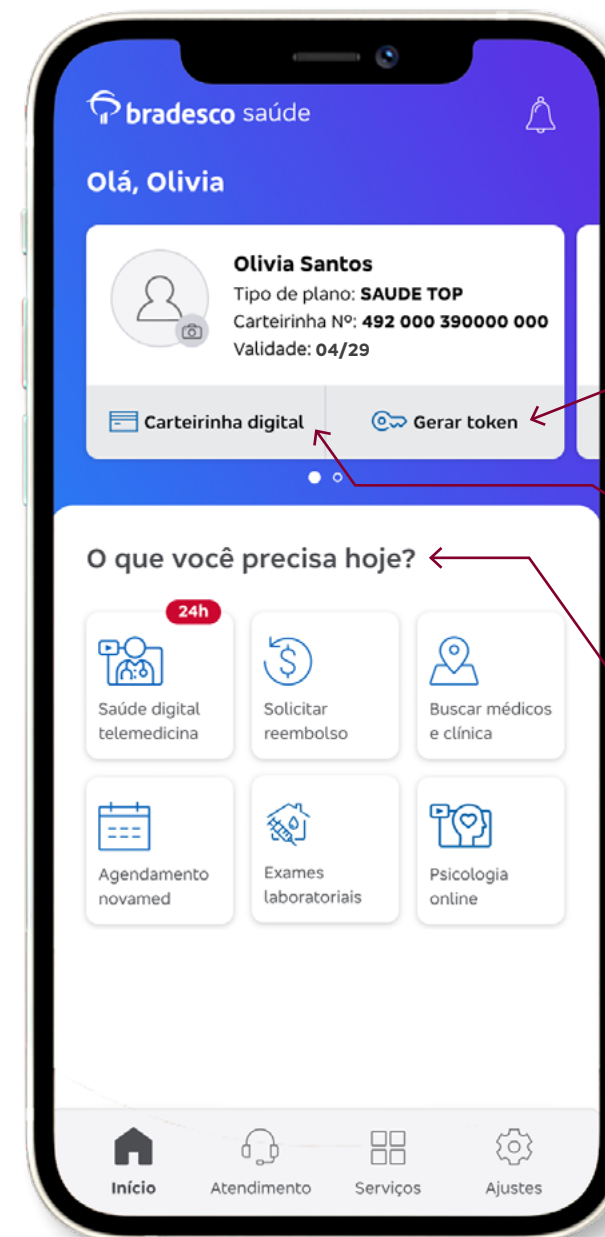 bradesco saúde
Olá, Olivia
Olivia Santos
Tipo de plano: SAUDE TOP
Carteirinha Nº: 492 000 390000 000
Validade: 04/29
Carteirinha digital
Gerar token
O que você precisa hoje?
24h
Saúde digital
telemedicina
Solicitar
reembolso
Buscar médicos
e clínica
Agendamento
novamed
Exames
laboratoriais
Psicologia
online
Início
Atendimento
Serviços
Ajustes